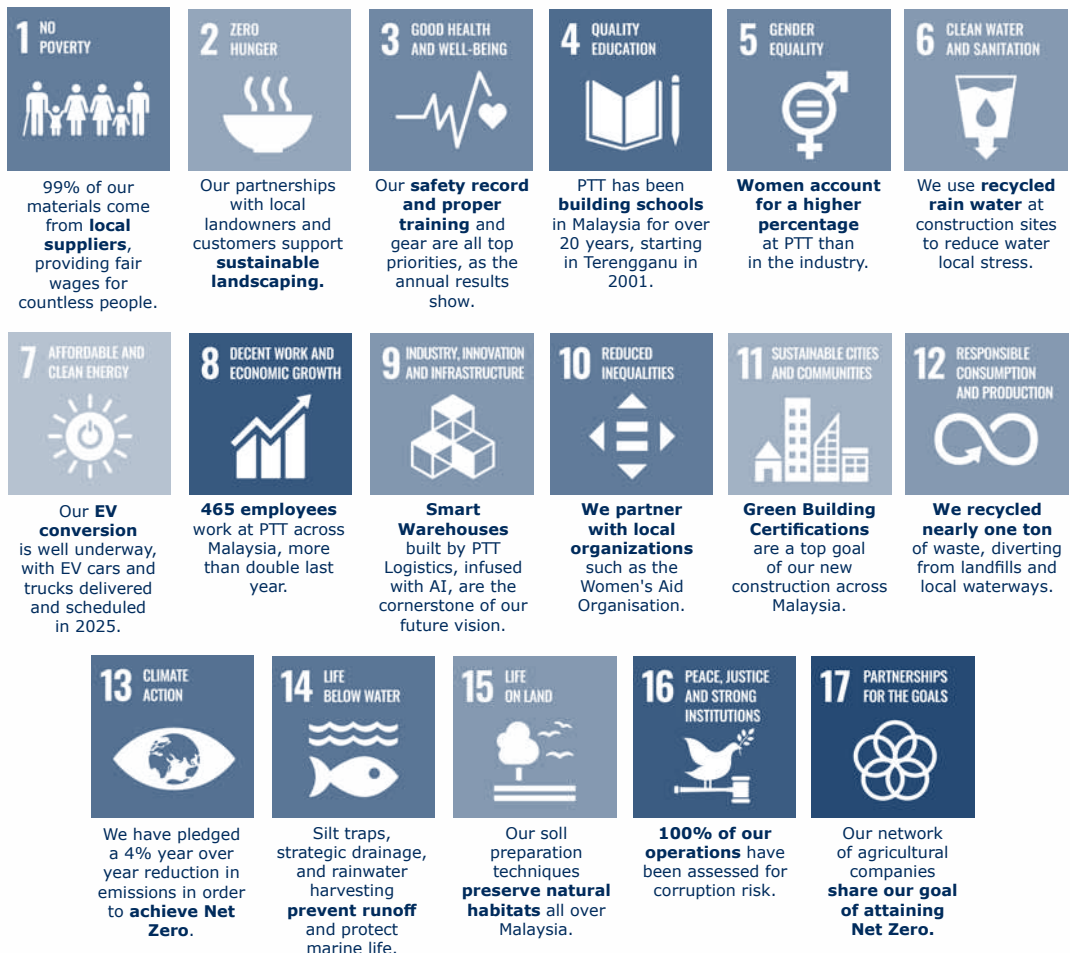 1 NO
POVERTY
99% of our
materials come
from local
suppliers,
providing fair
wages for
countless people.
2 ZERO
HUNGER
Our partnerships
with local
landowners and
customers support
sustainable
landscaping.
3 GOOD HEALTH
AND WELL-BEING
Our safety record
and proper
training and
gear are all top
priorities, as the
annual results
show.
4 QUALITY
EDUCATION
PTT has been
building schools
in Malaysia for over
20 years, starting
in Terengganu in
2001.
5 GENDER
EQUALITY
Women account
for a higher
percentage
at PTT than
in the industry.
6 CLEAN WATER
AND SANITATION
We use recycled
rain water at
construction sites
to reduce water
local stress.
7 AFFORDABLE AND
CLEAN ENERGY
Our EV
conversion
is well underway,
with EV cars and
trucks delivered
and scheduled
in 2025.
8 DECENT WORK AND
ECONOMIC GROWTH
465 employees
work at PTT across
Malaysia, more
than double last
year.
9 INDUSTRY, INNOVATION
AND INFRASTRUCTURE
Smart
Warehouses
built by PTT
Logistics, infused
with AI, are the
cornerstone of our
future vision.
10 REDUCED
INEQUALITIES
We partner
with local
organizations
such as the
Women's Aid
Organisation.
11 SUSTAINABLE CITIES
AND COMMUNITIES
Green Building
Certifications
are a top goal
of our new
construction across
Malaysia.
12 RESPONSIBLE
CONSUMPTION
AND PRODUCTION
We recycled
nearly one ton
of waste, diverting
from landfills and
local waterways.
13 CLIMATE
ACTION
We have pledged
a 4% year over
year reduction in
emissions in order
to achieve Net
Zero.
14 LIFE
BELOW WATER
Silt traps,
strategic drainage,
and rainwater
harvesting
prevent runoff
and protect
marine life.
15 LIFE
ON LAND
Our soll
preparation
techniques
preserve natural
habitats all over
Malaysia.
16 PEACE, JUSTICE
AND STRONG
INSTITUTIONS
100% of our
operations have
been assessed for
corruption risk.
17 PARTNERSHIPS
FOR THE GOALS
Our network
of agricultural
companies
share our goal
of attaining
Net Zero.